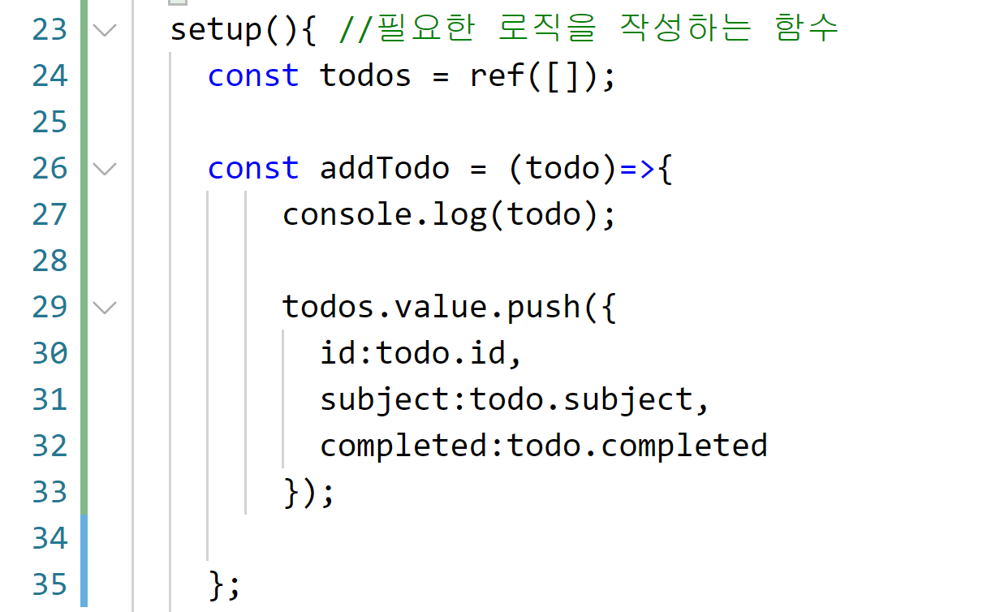 23 setup(){ //필요한 로직을 작성하는 함수
24 const todos = ref([]);
25
26 const addTodo = (todo)=>{
27 console.log(todo);
28
29 todos.value.push({
30 id:todo.id,
31 subject:todo.subject,
32 completed:todo.completed
33 });
34
35 };